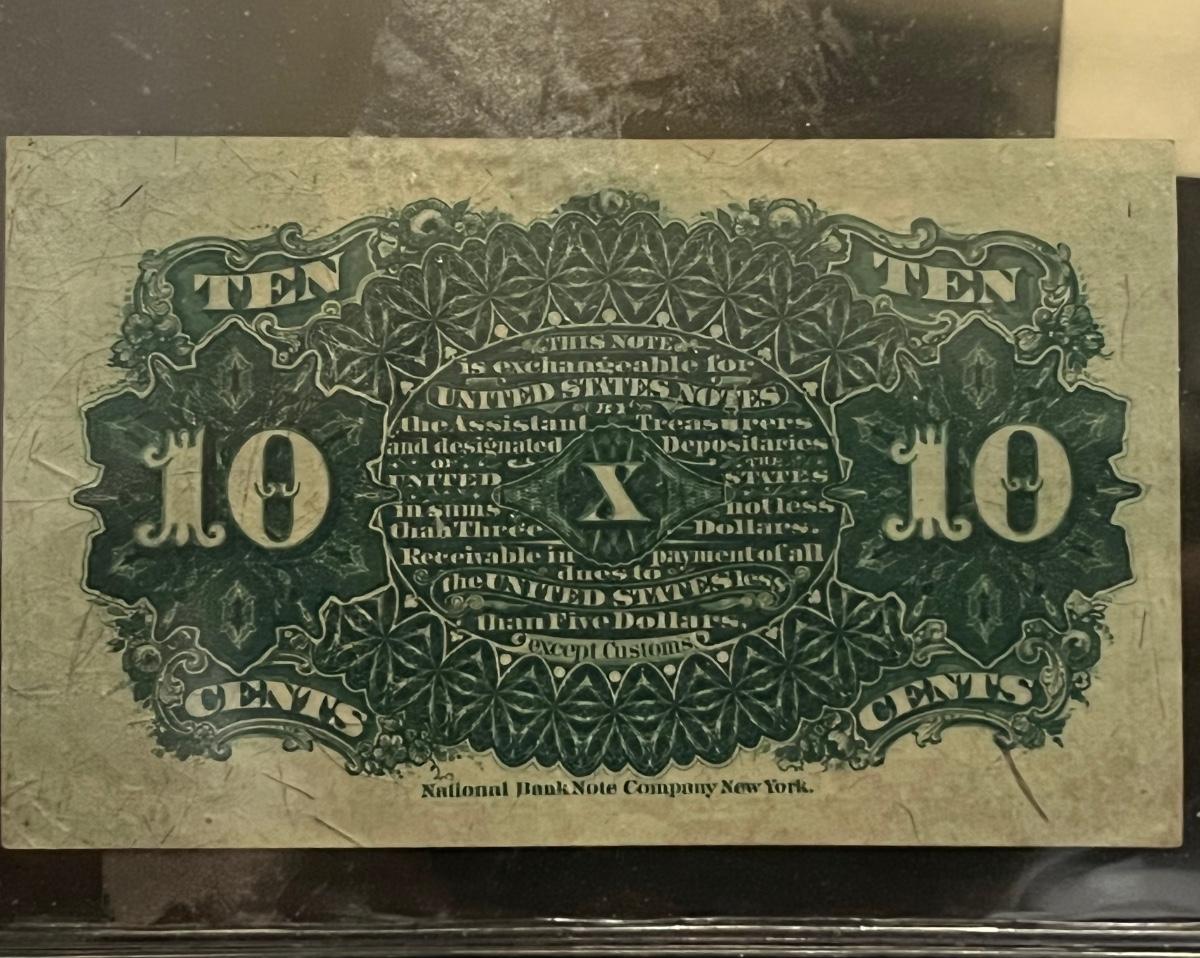 TEN TEN
THIS NOTE
is exchangeable for
UNITED STATES NOTES
BY
the Assistant Treasurers
and designated Depositaries
OF THE
UNITED STATES
in sums not less
than Three Dollars.
10 X 10
Receivable in payment of all
dues to
the UNITED STATES less
than Five Dollars,
except Customs.
CENTS CENTS
National Bank Note Company New York.